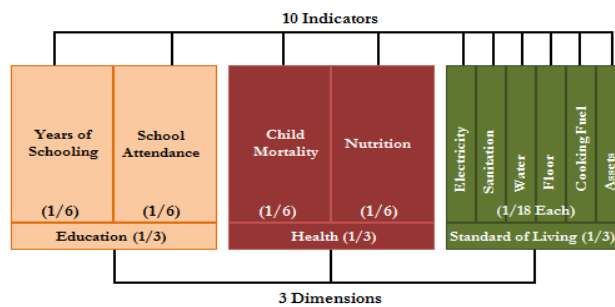 10 Indicators
Years of
Schooling
(1/6)
School
Attendance
(1/6)
Education (1/3)
Child
Mortality
(1/6)
Nutrition
(1/6)
Health (1/3)
Electricity
Sanitation
Water
Floor
Cooking Fuel
Assets
(1/18 Each)
Standard of Living (1/3)
3 Dimensions